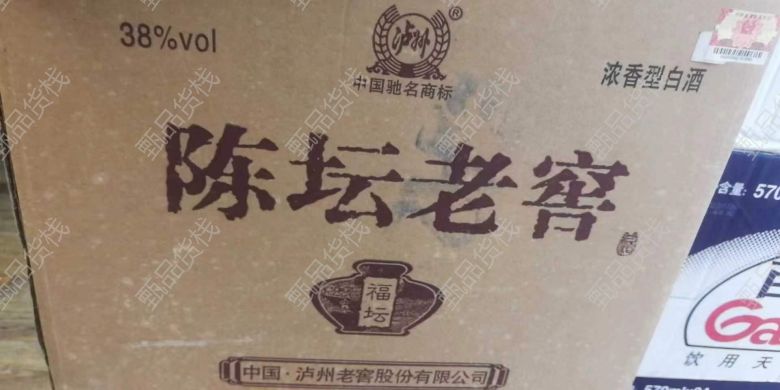 38%vol
泸州
®
中国驰名商标
浓香型白酒
陈坛老窖
福坛
中国·泸州老窖股份有限公司
含量：570
Ga
饮用天
甄品货栈